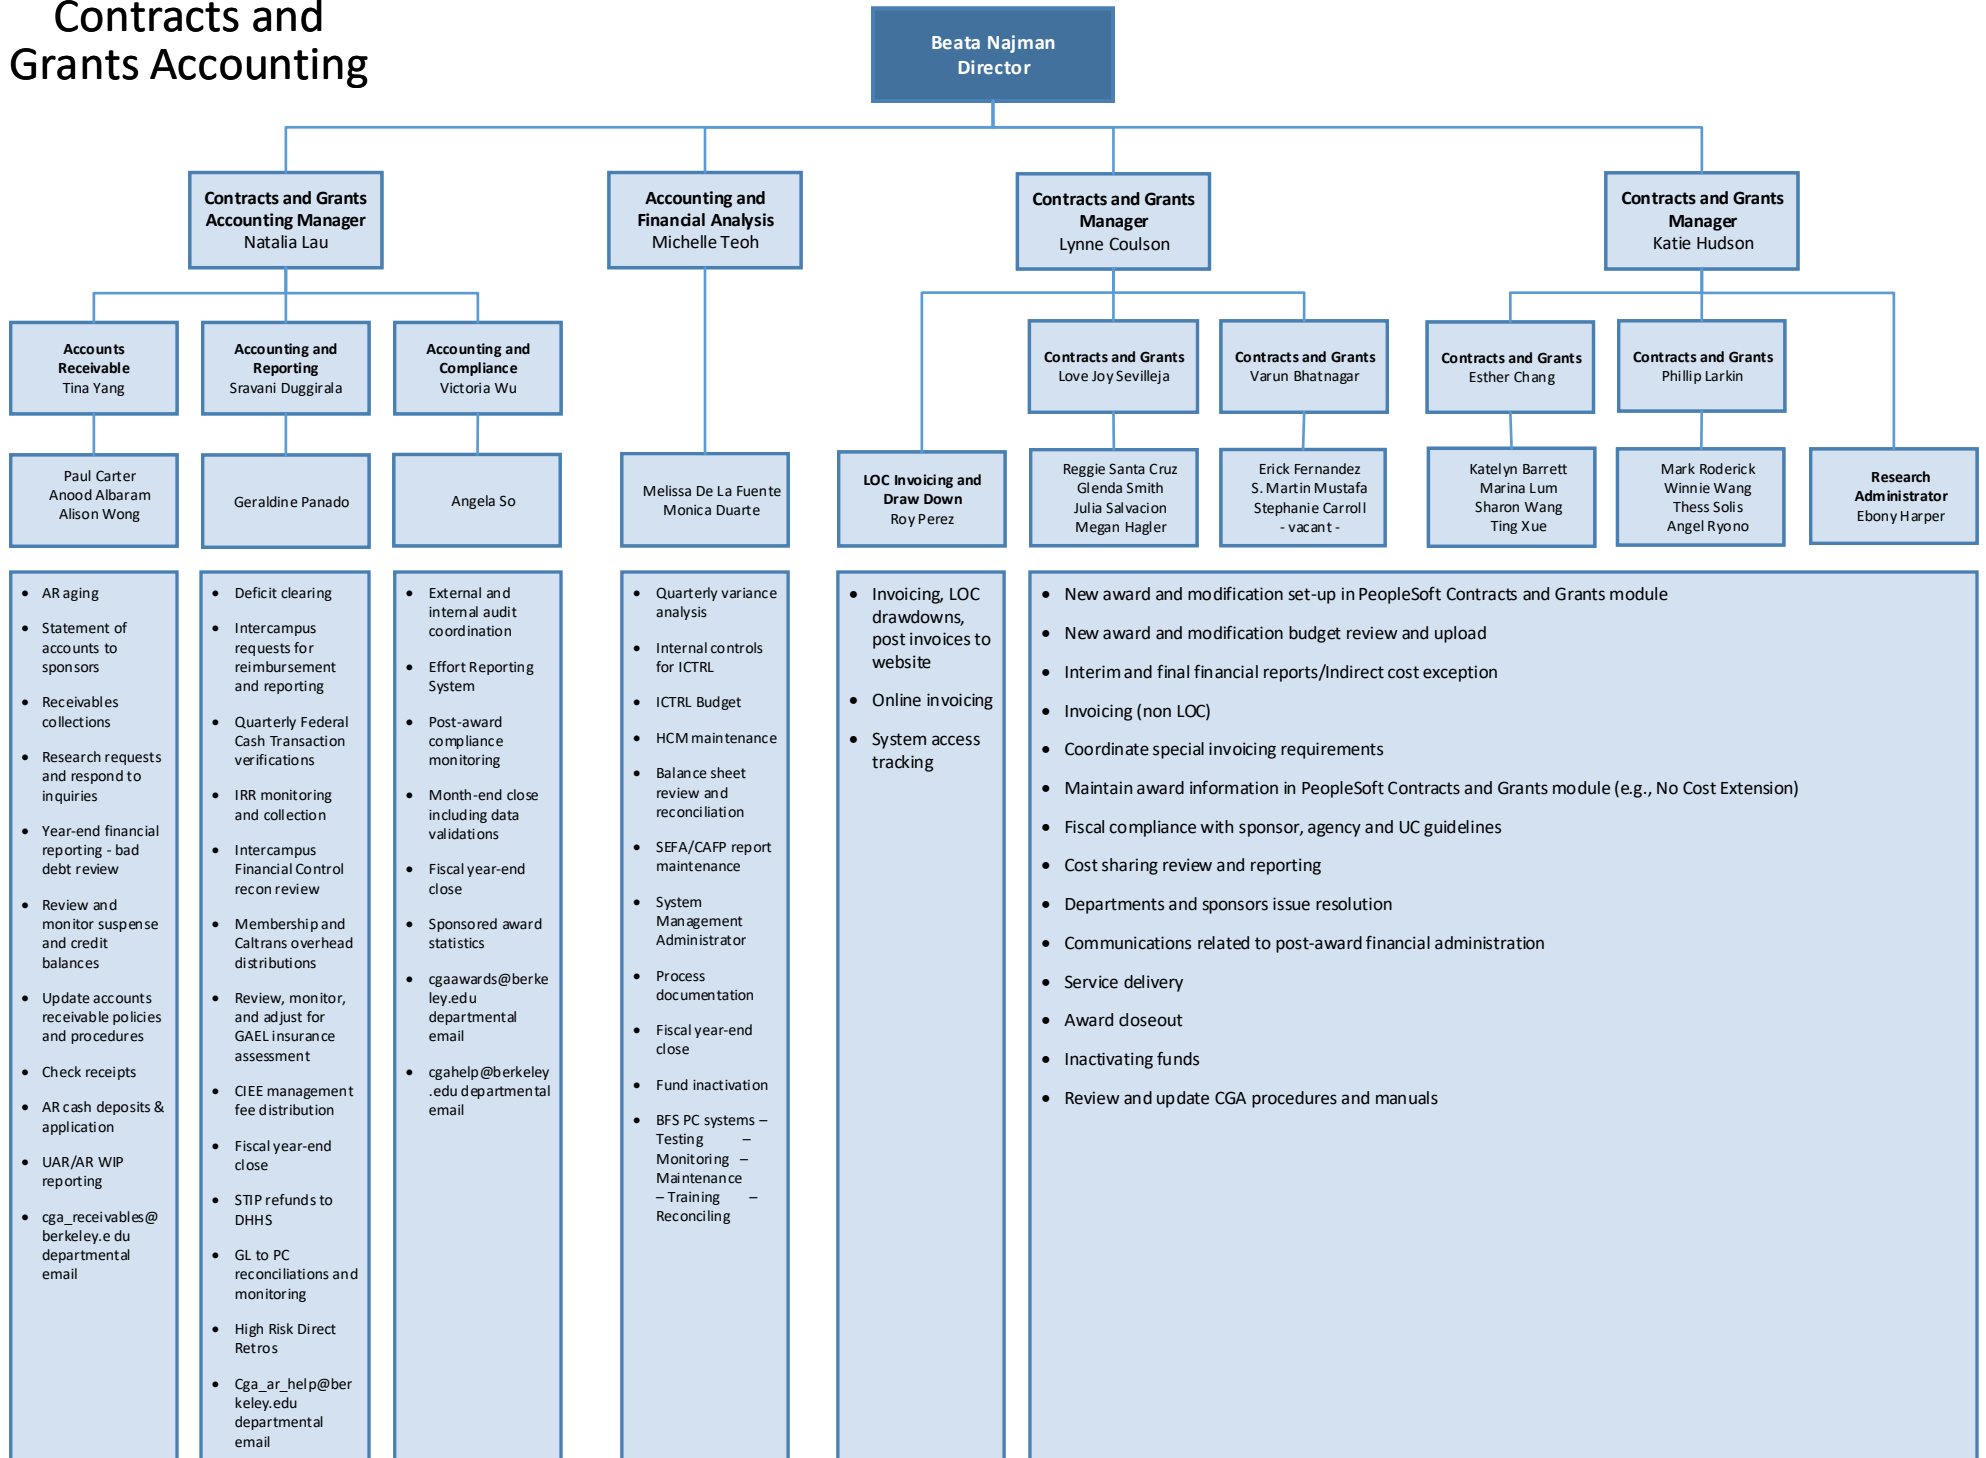 Contracts and
Grants Accounting
Beata Najman
Director
Contracts and Grants
Accounting Manager
Natalia Lau
Accounting and
Financial Analysis
Michelle Teoh
Contracts and Grants
Manager
Lynne Coulson
Contracts and Grants
Manager
Katie Hudson
Accounts
Receivable
Tina Yang
Accounting and
Reporting
Sravani Duggirala
Accounting and
Compliance
Victoria Wu
Contracts and Grants
Love Joy Sevilleja
Contracts and Grants
Varun Bhatnagar
Contracts and Grants
Esther Chang
Contracts and Grants
Phillip Larkin
Paul Carter
Anood Albaram
Alison Wong
Geraldine Panado
Angela So
Melissa De La Fuente
Monica Duarte
LOC Invoicing and
Draw Down
Roy Perez
Reggie Santa Cruz
Glenda Smith
Julia Salvacion
Megan Hagler
Erick Fernandez
S. Martin Mustafa
Stephanie Carroll
- vacant -
Katelyn Barrett
Marina Lum
Sharon Wang
Ting Xue
Mark Roderick
Winnie Wang
Thess Solis
Angel Ryono
Research
Administrator
Ebony Harper
• AR aging
• Statement of
accounts to
sponsors
• Receivables
collections
• Research requests
and respond to
inquiries
• Year-end financial
reporting - bad
debt review
• Review and
monitor suspense
and credit
balances
• Update accounts
receivable policies
and procedures
• Check receipts
• AR cash deposits &
application
• UAR/AR WIP
reporting
• cga_receivables@
berkeley.e du
departmental
email
• Deficit clearing
• Intercampus
requests for
reimbursement
and reporting
• Quarterly Federal
Cash Transaction
verifications
• IRR monitoring
and collection
• Intercampus
Financial Control
recon review
• Membership and
Caltrans overhead
distributions
• Review, monitor,
and adjust for
GAEL insurance
assessment
• CIEE management
fee distribution
• Fiscal year-end
close
• STIP refunds to
DHHS
• GL to PC
reconciliations and
monitoring
• High Risk Direct
Retros
• Cga_ar_help@ber
keley.edu
departmental
email
• External and
internal audit
coordination
• Effort Reporting
System
• Post-award
compliance
monitoring
• Month-end close
including data
validations
• Fiscal year-end
close
• Sponsored award
statistics
• cgaawards@berke
ley.edu
departmental
email
• cgahelp@berkeley
.edu departmental
email
• Quarterly variance
analysis
• Internal controls
for ICTRL
• ICTRL Budget
• HCM maintenance
• Balance sheet
review and
reconciliation
• SEFA/CAFP report
maintenance
• System
Management
Administrator
• Process
documentation
• Fiscal year-end
close
• Fund inactivation
• BFS PC systems –
Testing –
Monitoring –
Maintenance
– Training –
Reconciling
• Invoicing, LOC
drawdowns,
post invoices to
website
• Online invoicing
• System access
tracking
• New award and modification set-up in PeopleSoft Contracts and Grants module
• New award and modification budget review and upload
• Interim and final financial reports/Indirect cost exception
• Invoicing (non LOC)
• Coordinate special invoicing requirements
• Maintain award information in PeopleSoft Contracts and Grants module (e.g., No Cost Extension)
• Fiscal compliance with sponsor, agency and UC guidelines
• Cost sharing review and reporting
• Departments and sponsors issue resolution
• Communications related to post-award financial administration
• Service delivery
• Award closeout
• Inactivating funds
• Review and update CGA procedures and manuals